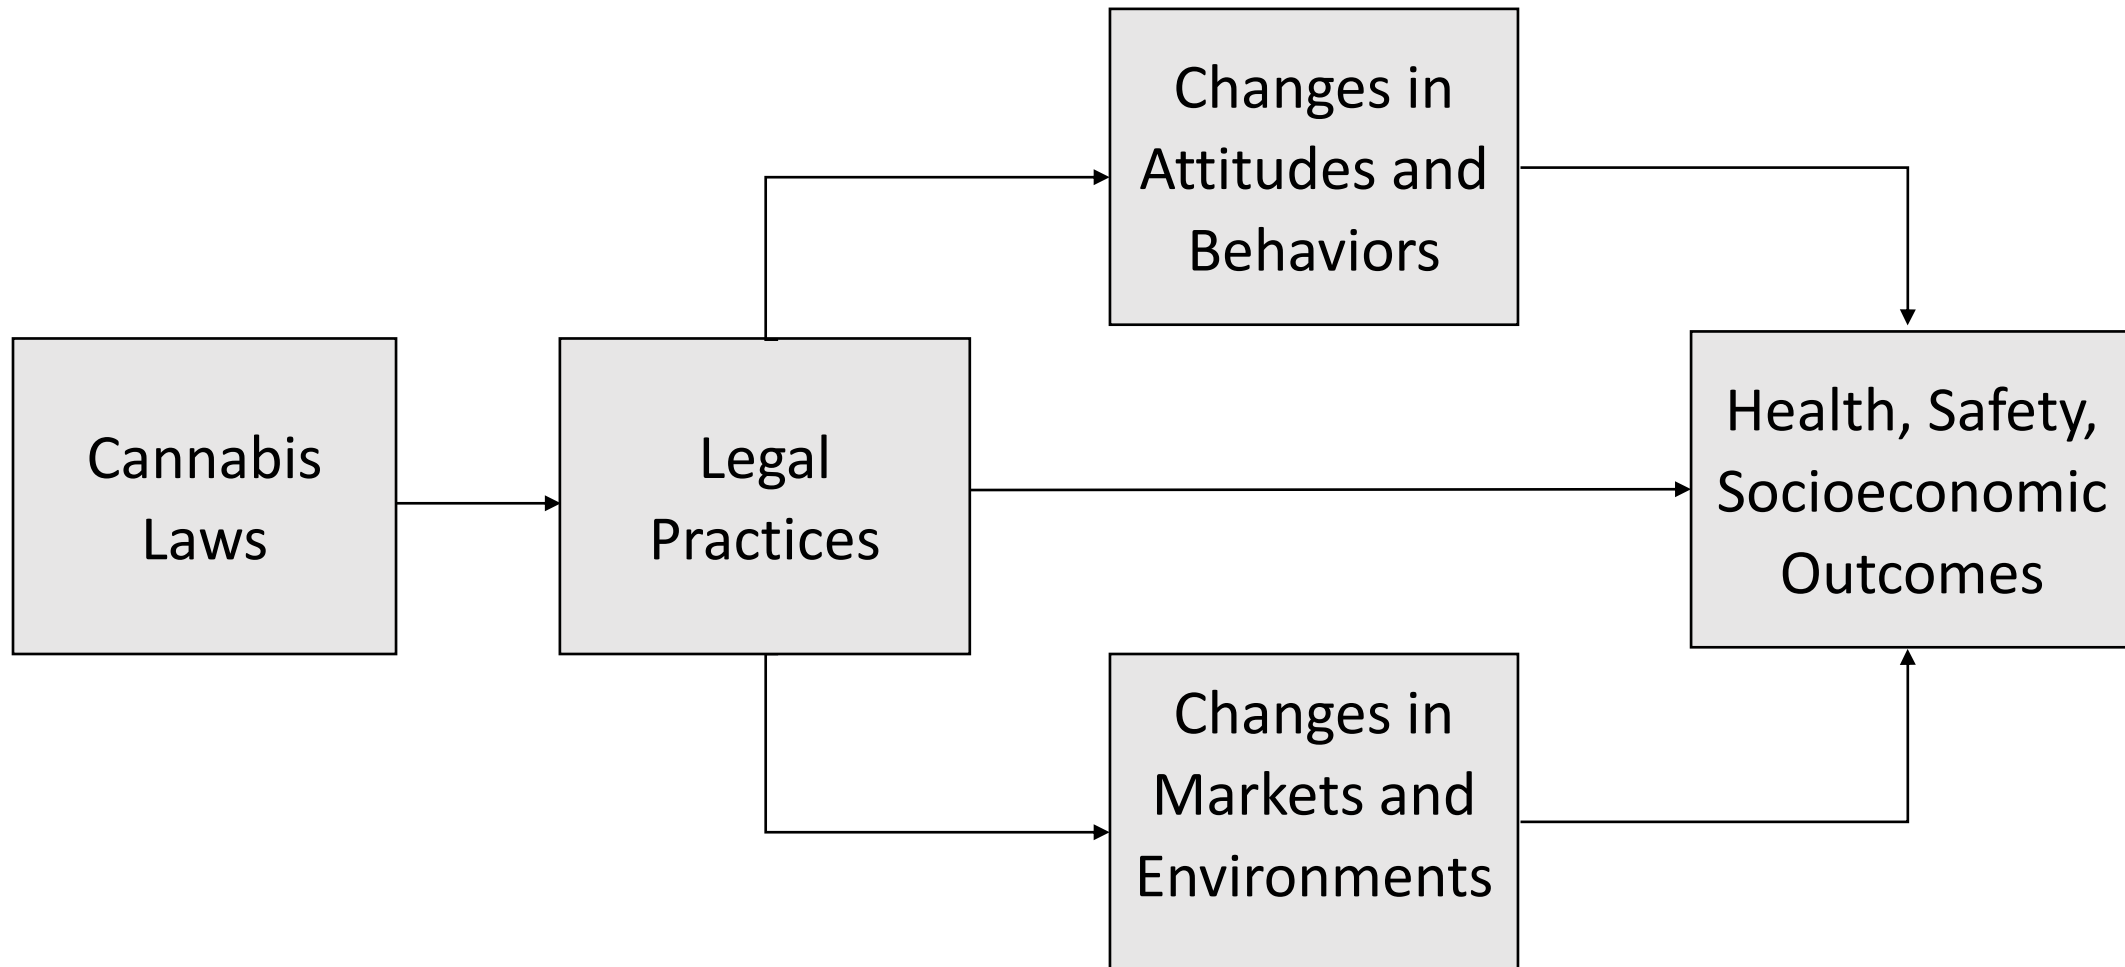 Cannabis
Laws
Legal
Practices
Changes in
Attitudes and
Behaviors
Changes in
Markets and
Environments
Health, Safety,
Socioeconomic
Outcomes